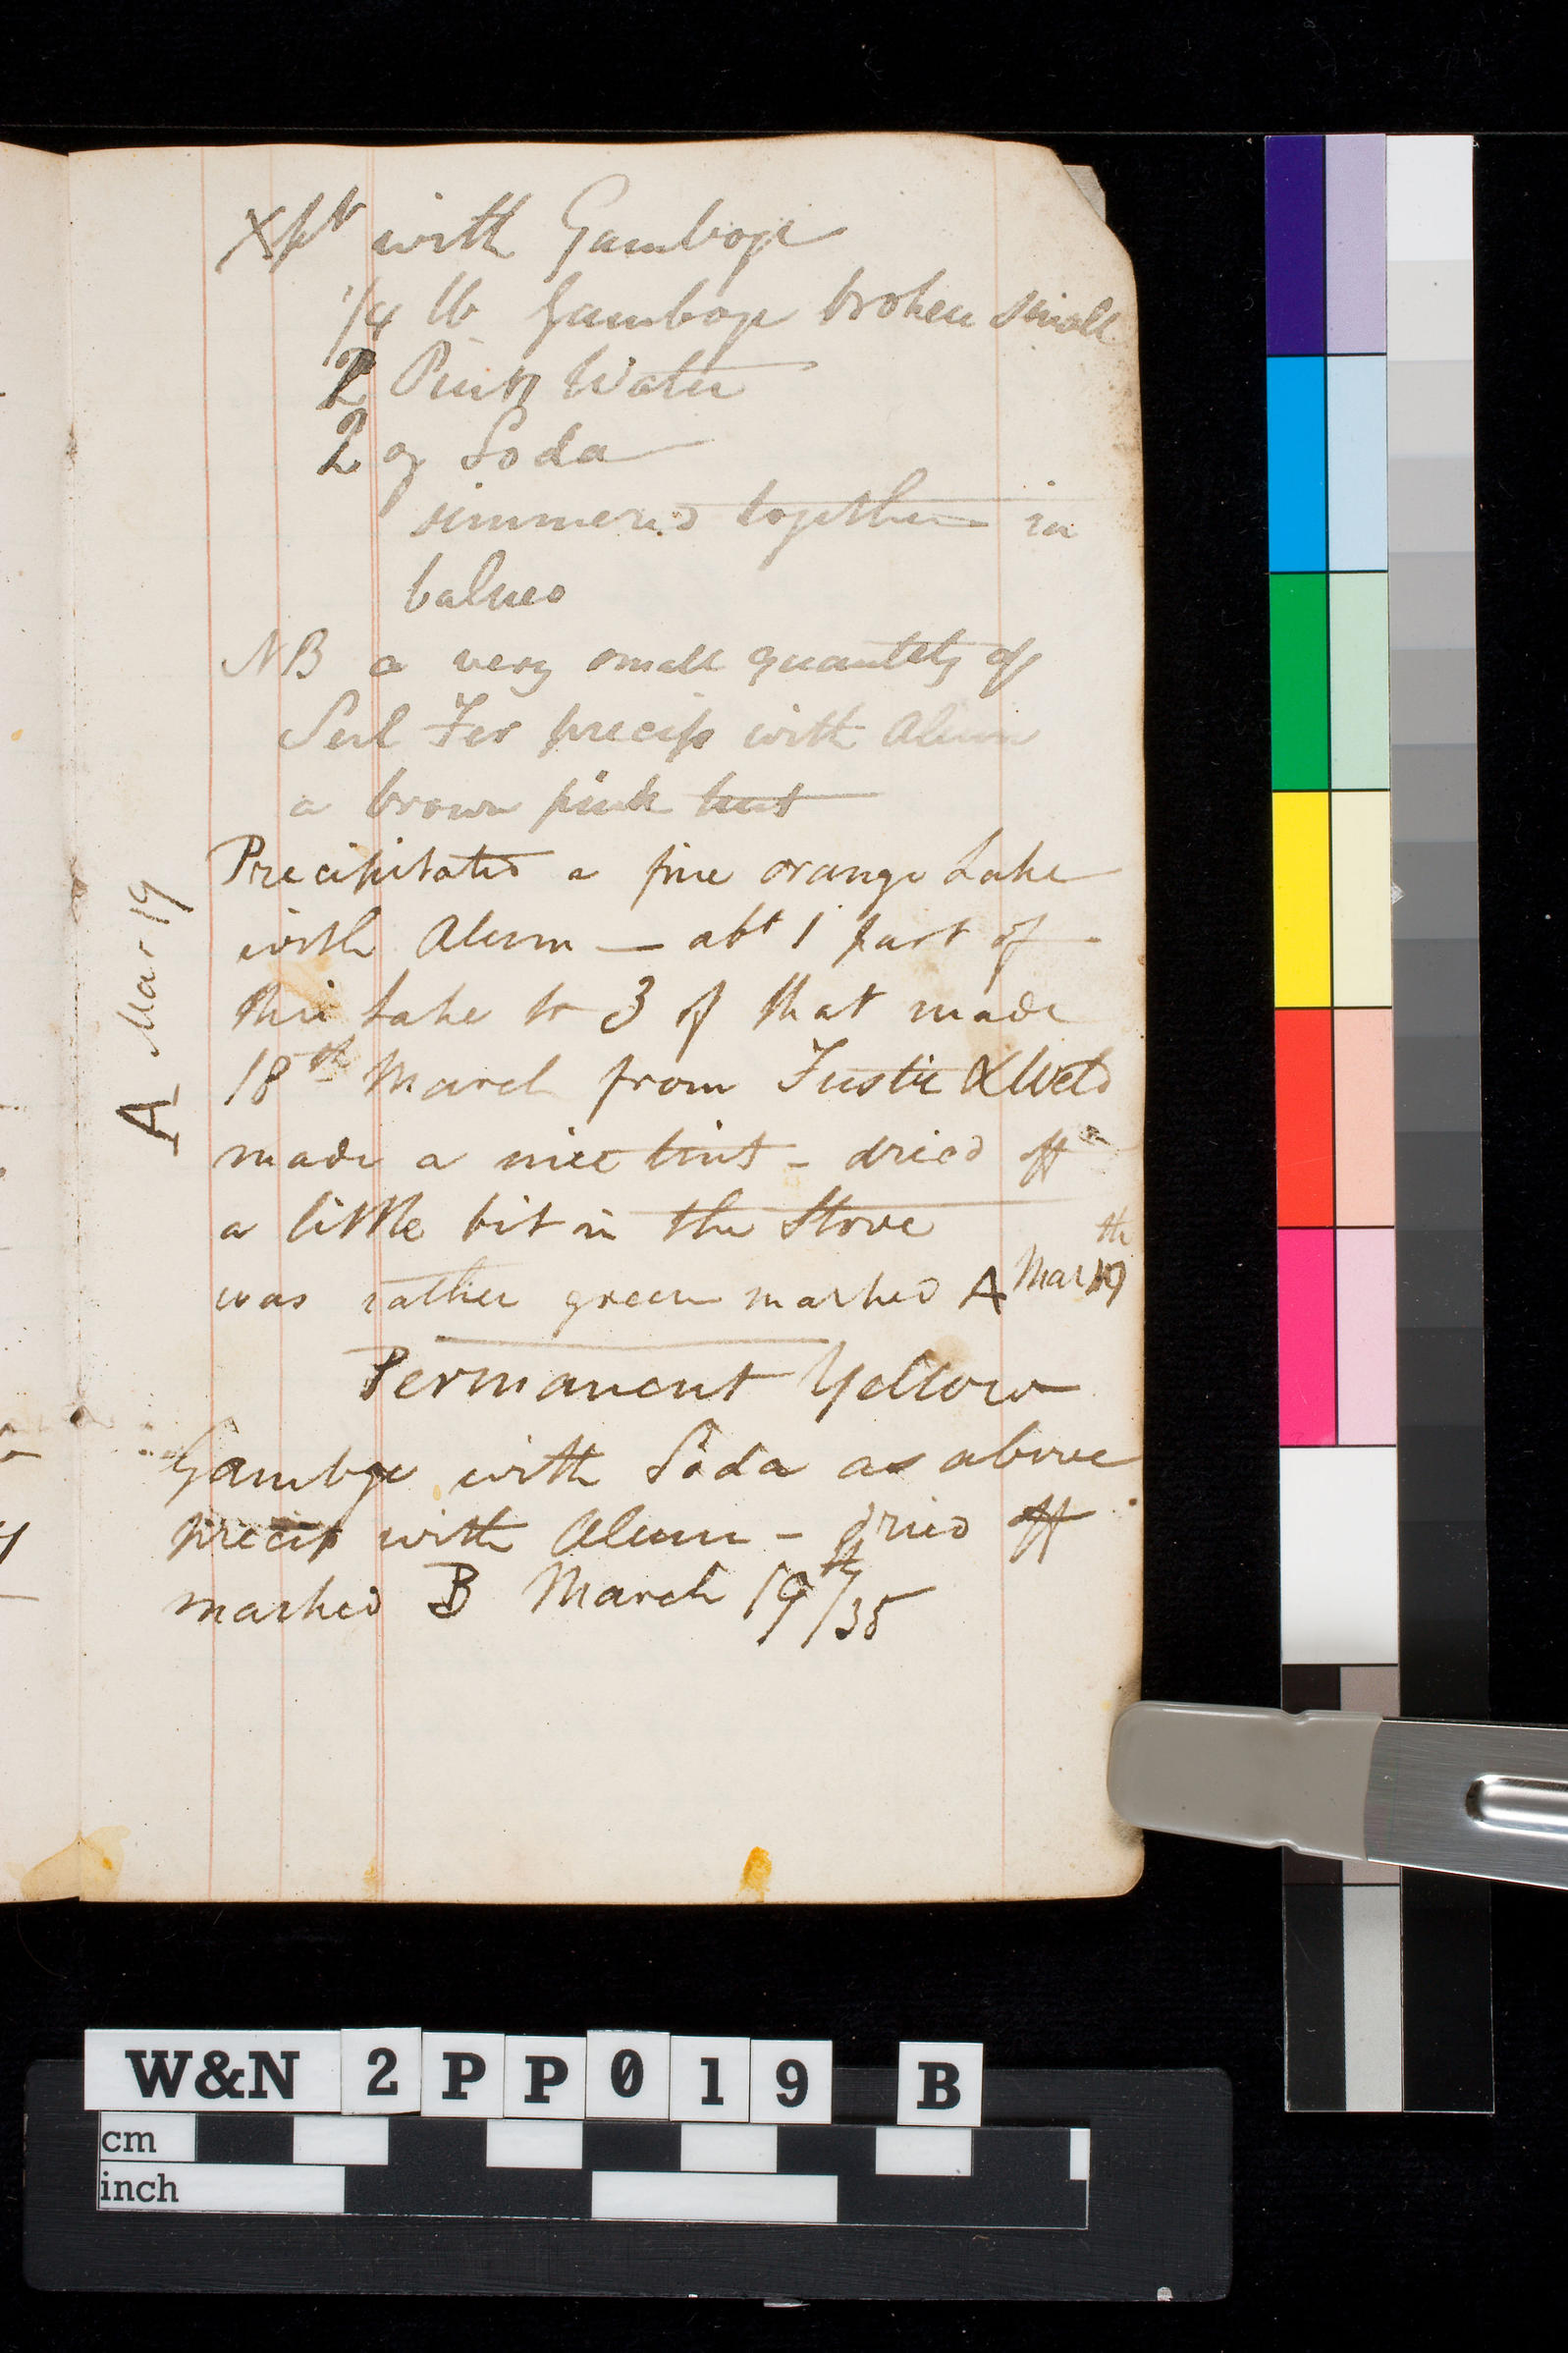 Xpt with Gamboge
1/4 lb Gamboge broken small
2 Pints Water
2 oz Soda
simmered together in
balneo
NB a very small quantity of
Sul Fer precip with Alum
a brown pink tint
Precipitated a fine orange Lake
with Alum — abt 1 part of
this Lake to 3 of that made
18th March from Fustic & Weld
made a nice tint - dried off
a little bit in the Stove
was rather green marked A Mar 19th
A Mar 19
Permanent Yellow
Gamboge with Soda as above
precip with Alum - dried off
marked B March 19th/35
W&N 2PP019 B
cm
inch